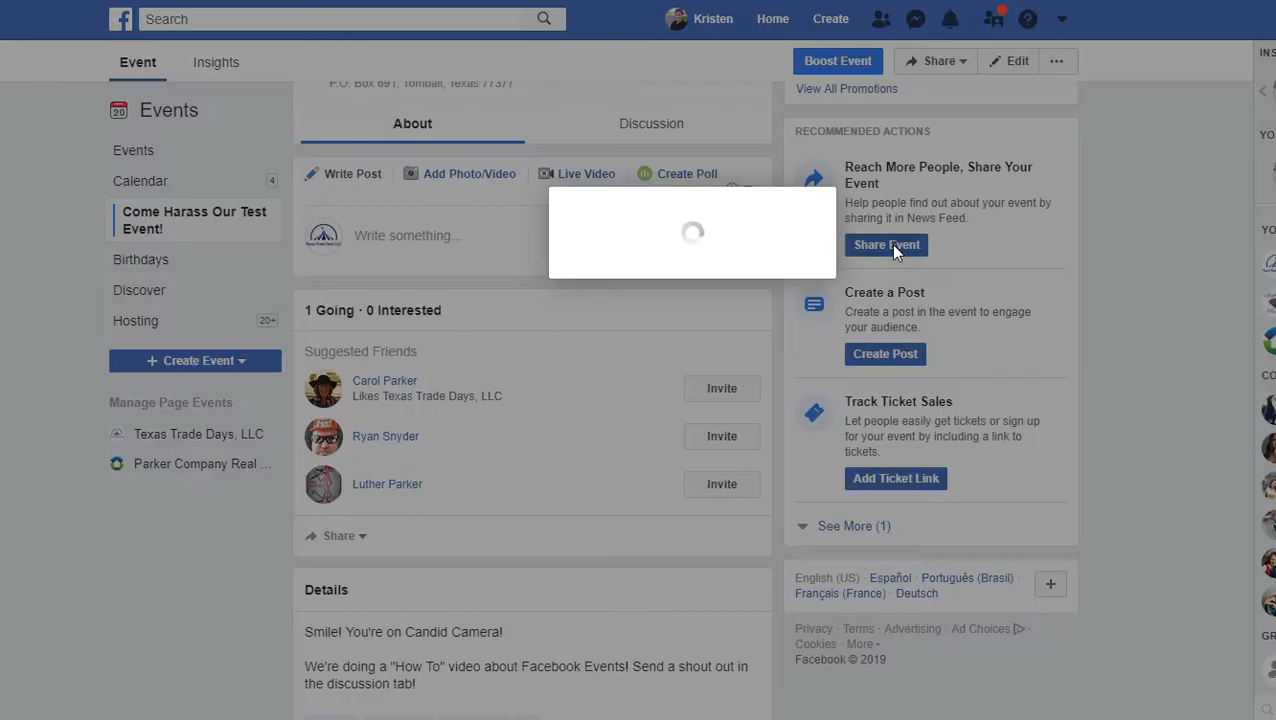 Search
Kristen
Home
Create
Event
Insights
Boost Event
Share
Edit
P.O. Box 691, Tomball, Texas 77377
View All Promotions
Events
Events
Calendar
4
Come Harass Our Test
Event!
Birthdays
Discover
Hosting
20+
Create Event
Manage Page Events
Texas Trade Days, LLC
Parker Company Real ...
About
Discussion
Write Post
Add Photo/Video
Live Video
Create Poll
Write something...
1 Going · 0 Interested
Suggested Friends
Carol Parker
Likes Texas Trade Days, LLC
Invite
Ryan Snyder
Invite
Luther Parker
Invite
Share
Details
Smile! You're on Candid Camera!
We're doing a "How To" video about Facebook Events! Send a shout out in
the discussion tab!
RECOMMENDED ACTIONS
Reach More People, Share Your
Event
Help people find out about your event by
sharing it in News Feed.
Share Event
Create a Post
Create a post in the event to engage
your audience.
Create Post
Track Ticket Sales
Let people easily get tickets or sign up
for your event by including a link to
tickets.
Add Ticket Link
See More (1)
English (US) · Español · Português (Brasil) ·
Français (France) · Deutsch
Privacy · Terms · Advertising · Ad Choices ·
Cookies · More
Facebook © 2019
INS
YO
YO
CO
GR